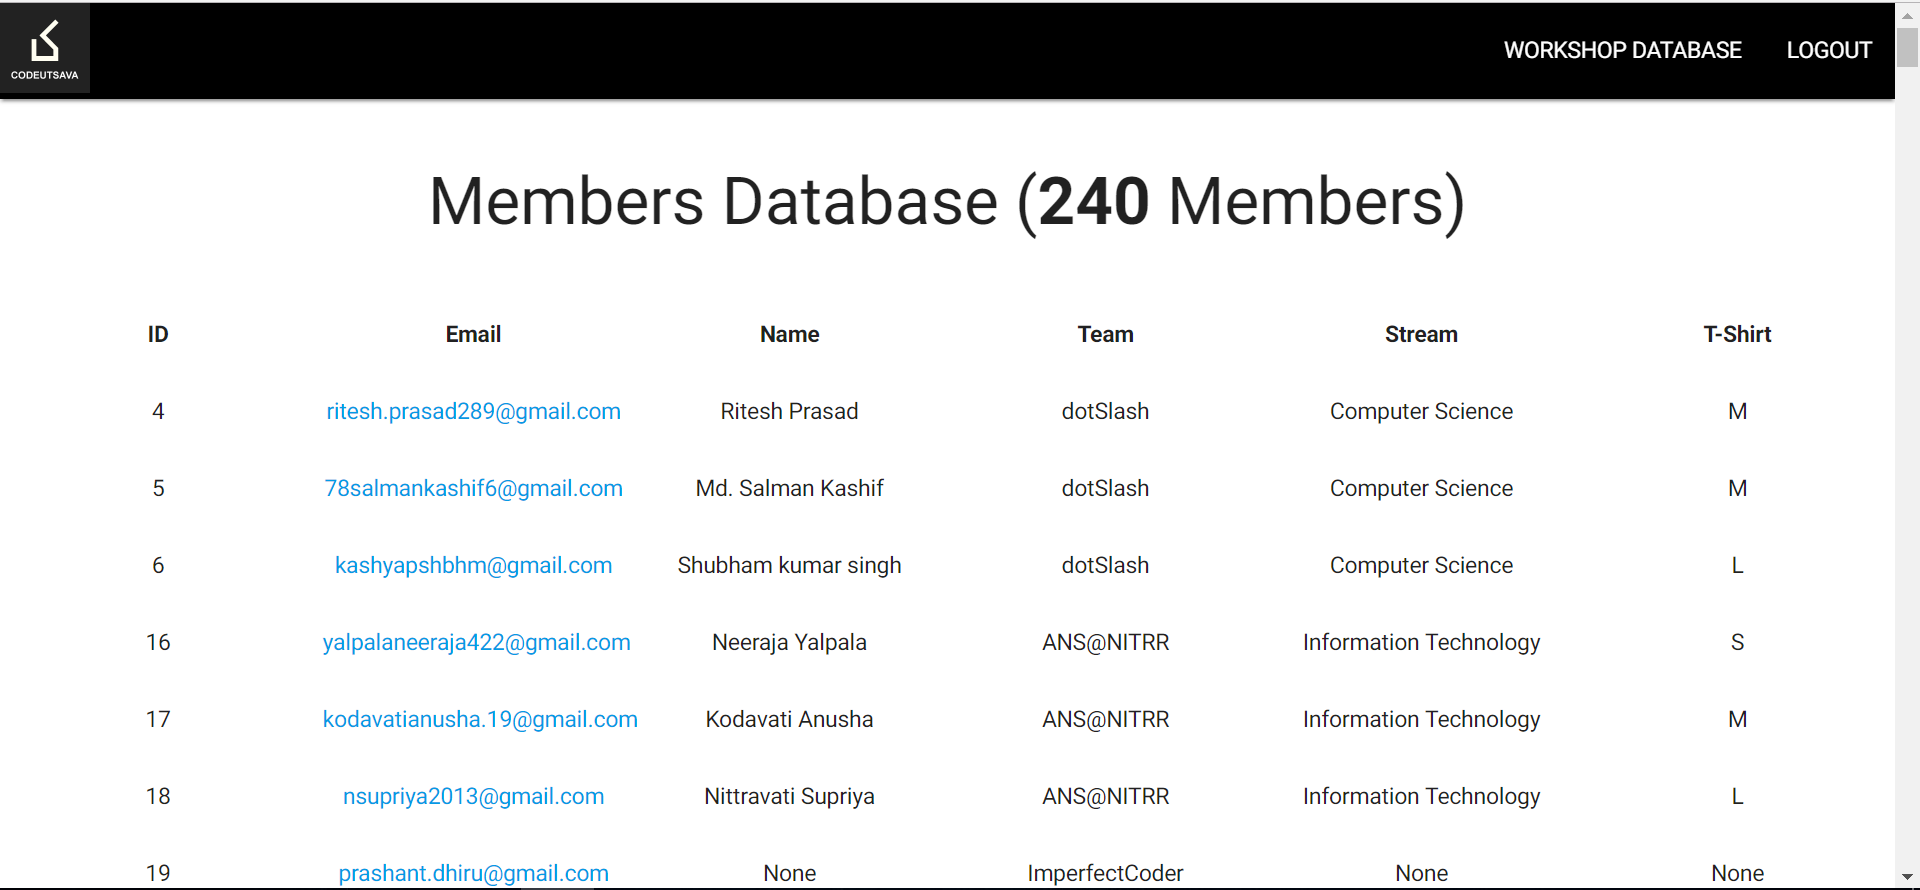 CODEUTSAVA
WORKSHOP DATABASE LOGOUT
Members Database (240 Members)
ID Email Name Team Stream T-Shirt
4 ritesh.prasad289@gmail.com Ritesh Prasad dotSlash Computer Science M
5 78salmankashif6@gmail.com Md. Salman Kashif dotSlash Computer Science M
6 kashyapshbhm@gmail.com Shubham kumar singh dotSlash Computer Science L
16 yalpalaneeraja422@gmail.com Neeraja Yalpala ANS@NITRR Information Technology S
17 kodavatianusha.19@gmail.com Kodavati Anusha ANS@NITRR Information Technology M
18 nsupriya2013@gmail.com Nittravati Supriya ANS@NITRR Information Technology L
19 prashant.dhiru@gmail.com None ImperfectCoder None None